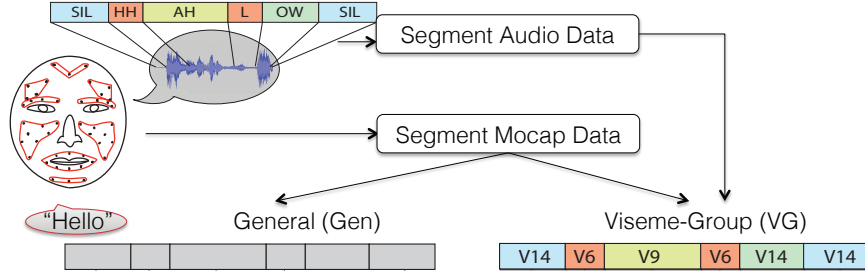 SIL HH AH L OW SIL
Segment Audio Data
Segment Mocap Data
“Hello”
General (Gen)
Viseme-Group (VG)
V14 V6 V9 V6 V14 V14